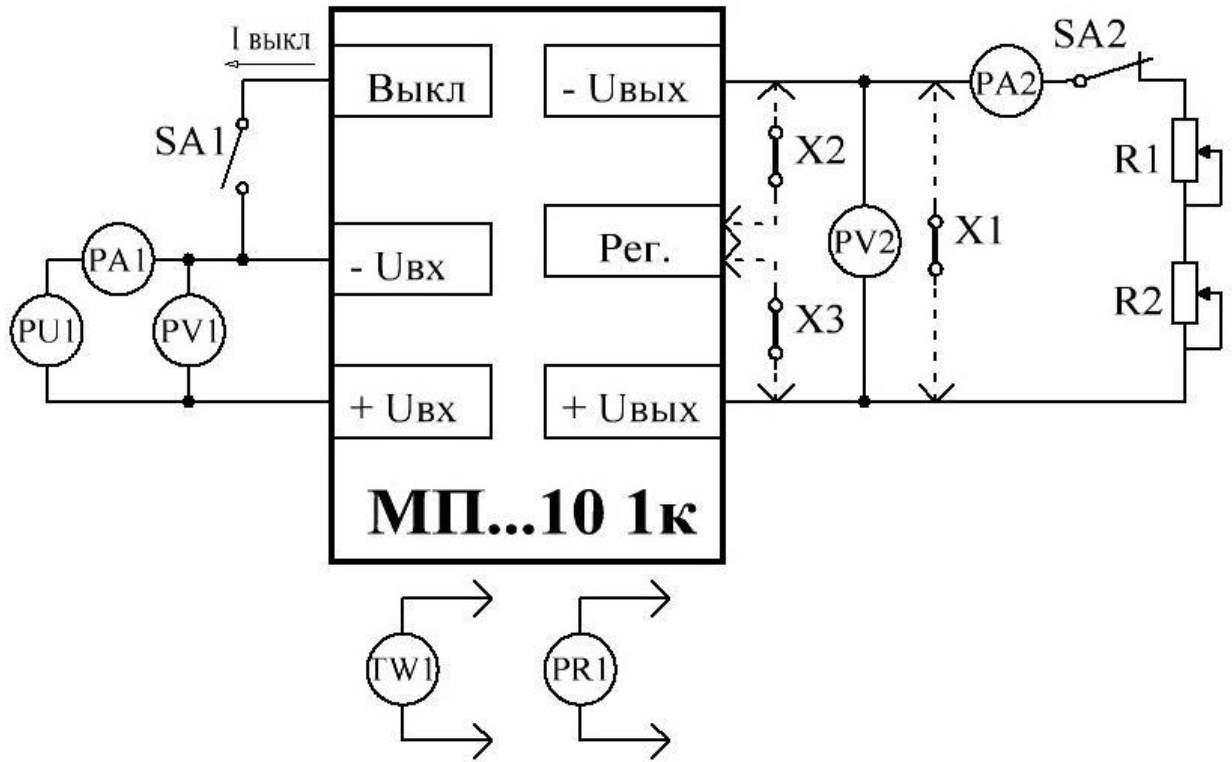 I выкл
Выкл
- Uвых
SA2
PA2
SA1
X2
R1
Рег.
PV2
X1
PA1
- Uвх
PU1
PV1
X3
R2
+ Uвх
+ Uвых
МП...10 1к
TW1
PR1